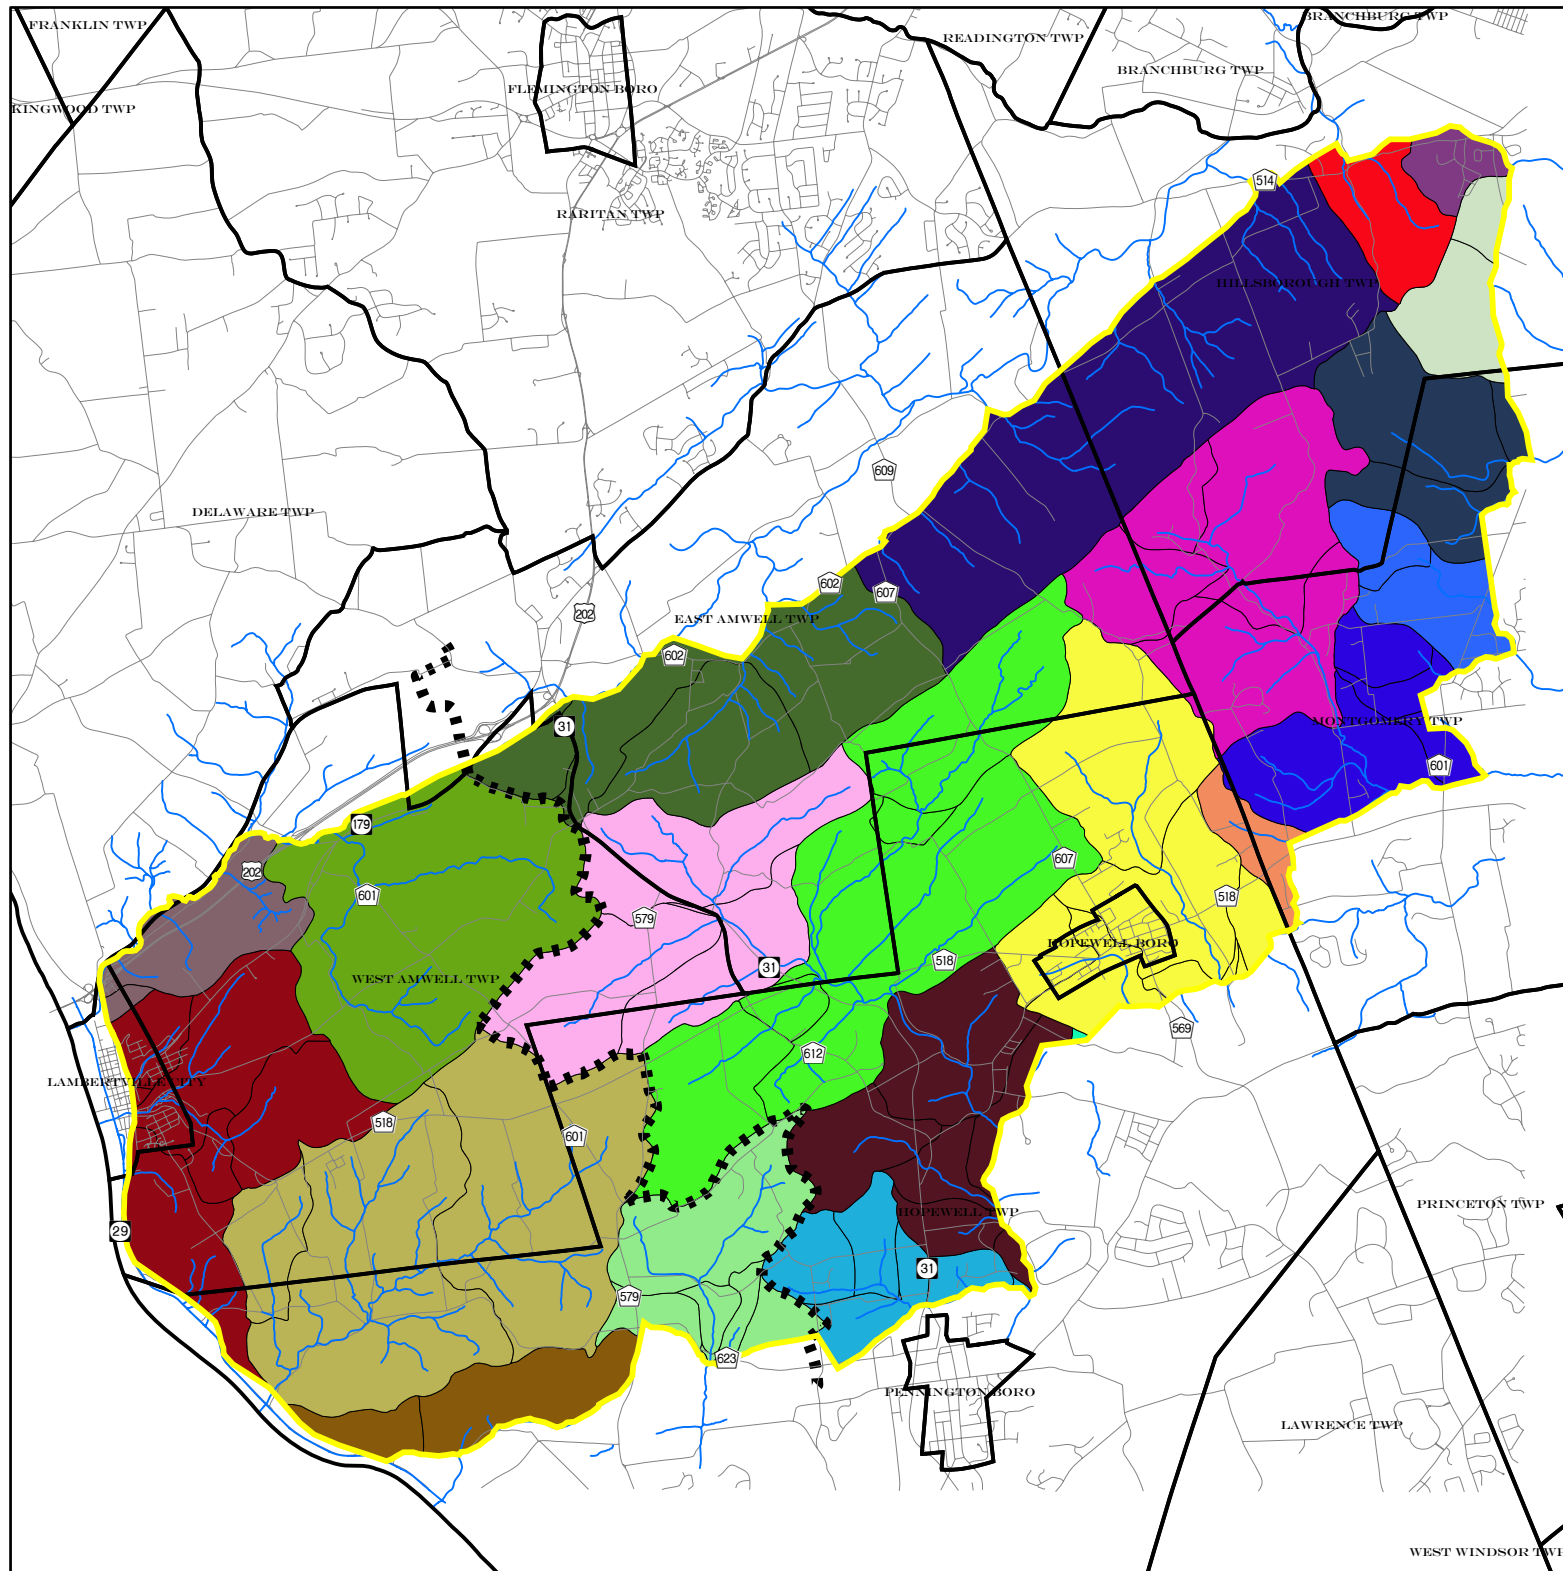 BRANCHBURG TWP
FRANKLIN TWP
READINGTON TWP
BRANCHBURG TWP
FLEMINGTON BORO
KINGWOOD TWP
514
RARITAN TWP
HILLSBOROUGH TWP
609
DELAWARE TWP
602
607
202
EAST AMWELL TWP
602
31
MONTGOMERY TWP
601
179
607
202
601
518
579
HOPEWELL BORO
518
31
WEST AMWELL TWP
569
612
LAMBERTVILLE CITY
518
601
PRINCETON TWP
HOPEWELL TWP
29
31
579
623
PENNINGTON BORO
LAWRENCE TWP
WEST WINDSOR TWP